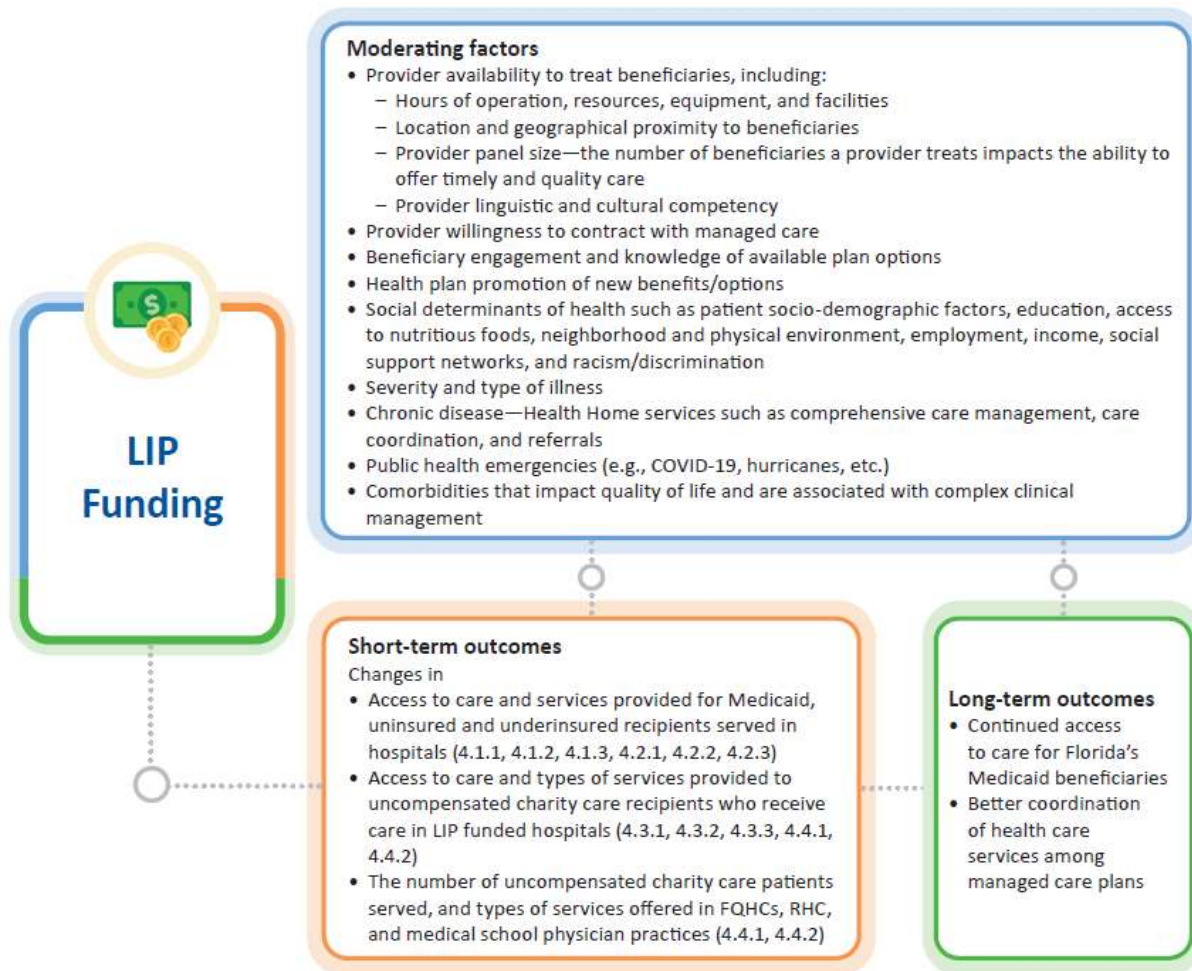 LIP
Funding
Moderating factors
• Provider availability to treat beneficiaries, including:
– Hours of operation, resources, equipment, and facilities
– Location and geographical proximity to beneficiaries
– Provider panel size—the number of beneficiaries a provider treats impacts the ability to
offer timely and quality care
– Provider linguistic and cultural competency
• Provider willingness to contract with managed care
• Beneficiary engagement and knowledge of available plan options
• Health plan promotion of new benefits/options
• Social determinants of health such as patient socio-demographic factors, education, access
to nutritious foods, neighborhood and physical environment, employment, income, social
support networks, and racism/discrimination
• Severity and type of illness
• Chronic disease—Health Home services such as comprehensive care management, care
coordination, and referrals
• Public health emergencies (e.g., COVID-19, hurricanes, etc.)
• Comorbidities that impact quality of life and are associated with complex clinical
management
Short-term outcomes
Changes in
• Access to care and services provided for Medicaid,
uninsured and underinsured recipients served in
hospitals (4.1.1, 4.1.2, 4.1.3, 4.2.1, 4.2.2, 4.2.3)
• Access to care and types of services provided to
uncompensated charity care recipients who receive
care in LIP funded hospitals (4.3.1, 4.3.2, 4.3.3, 4.4.1,
4.4.2)
• The number of uncompensated charity care patients
served, and types of services offered in FQHCs, RHC,
and medical school physician practices (4.4.1, 4.4.2)
Long-term outcomes
• Continued access
to care for Florida's
Medicaid beneficiaries
• Better coordination
of health care
services among
managed care plans